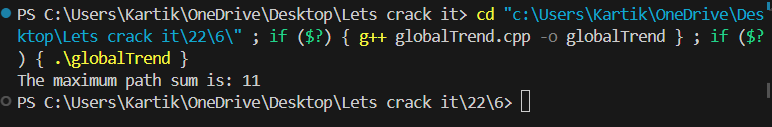 PS C:\Users\Kartik\OneDrive\Desktop\Lets crack it> cd "c:\Users\Kartik\OneDrive\Des
ktop\Lets crack it\22\6\" ; if ($?) { g++ globalTrend.cpp -o globalTrend } ; if ($?
) { .\globalTrend }
The maximum path sum is: 11
PS C:\Users\Kartik\OneDrive\Desktop\Lets crack it\22\6>